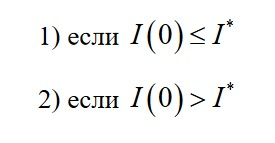 1) если I(0) ≤ I*
2) если I(0) > I*